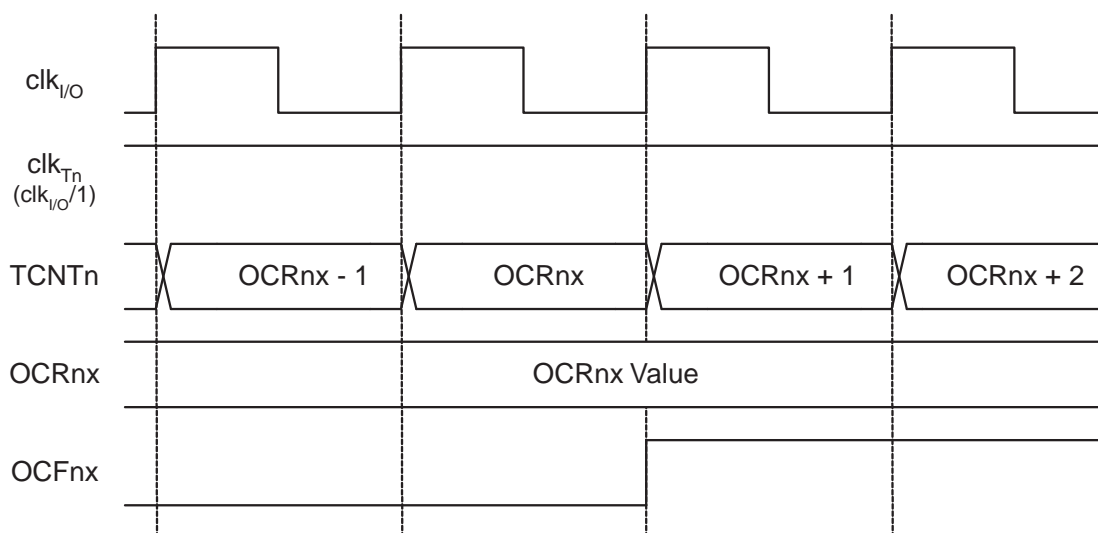 clkI/O
clkTn
(clkI/O/1)
TCNTn OCRnx - 1 OCRnx OCRnx + 1 OCRnx + 2
OCRnx OCRnx Value
OCFnx